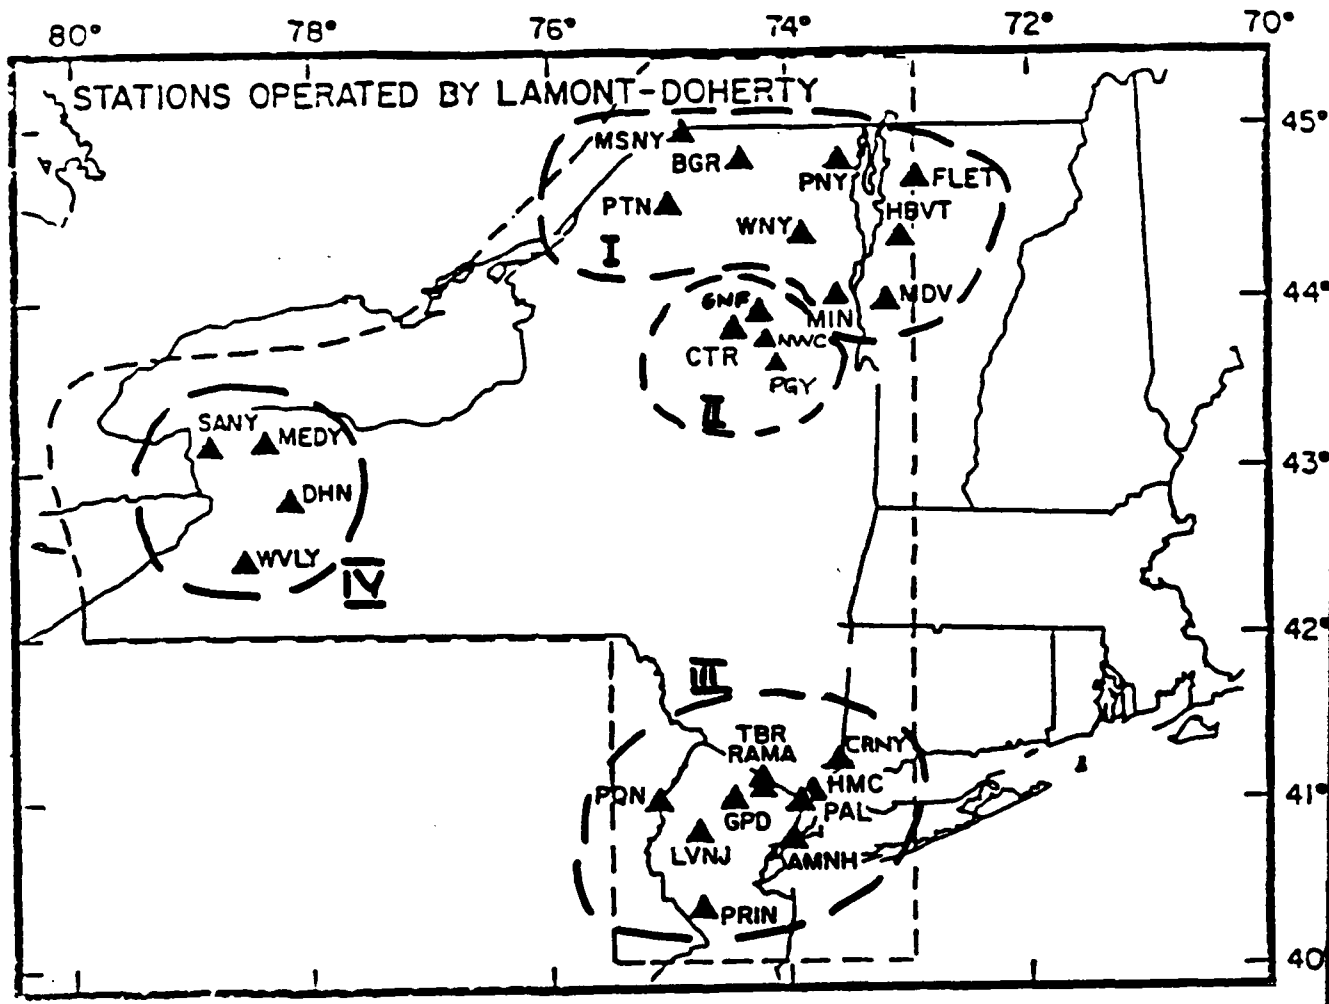 80° 78° 76° 74° 72° 70°
STATIONS OPERATED BY LAMONT-DOHERTY
45°
MSNY
BGR
PNY
FLET
PTN
HBVT
WNY
I
44°
MDV
GNF
MIN
NWC
CTR
PGY
II
SANY
MEDY
43°
DHN
WVLY
IV
42°
III
TBR
CRNY
RAMA
HMC
PQN
41°
PAL
GPD
LVNJ
AMNH
PRIN
40°